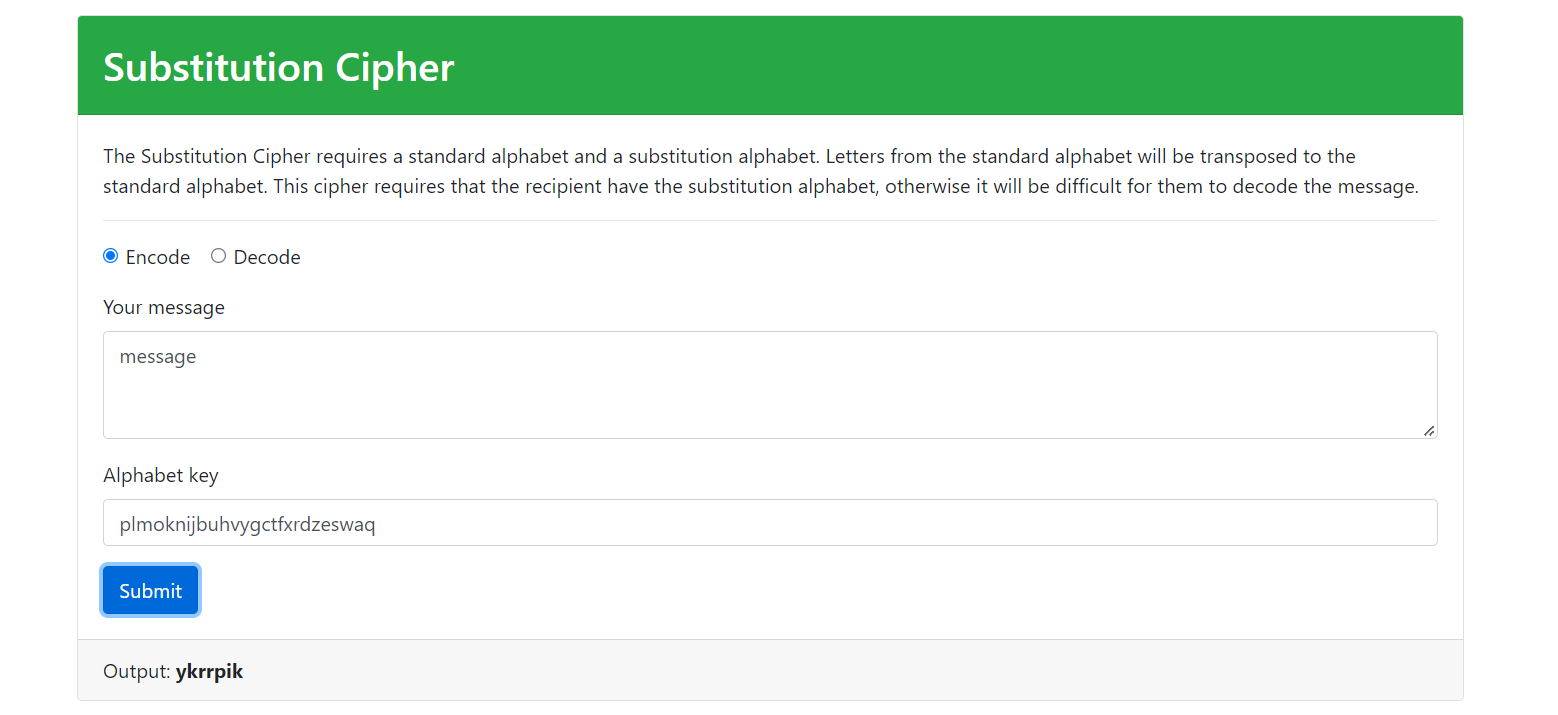 Substitution Cipher
The Substitution Cipher requires a standard alphabet and a substitution alphabet. Letters from the standard alphabet will be transposed to the
standard alphabet. This cipher requires that the recipient have the substitution alphabet, otherwise it will be difficult for them to decode the message.
Encode Decode
Your message
message
Alphabet key
plmoknijbuhvygctfxrdzeswaq
Submit
Output: ykrrpik